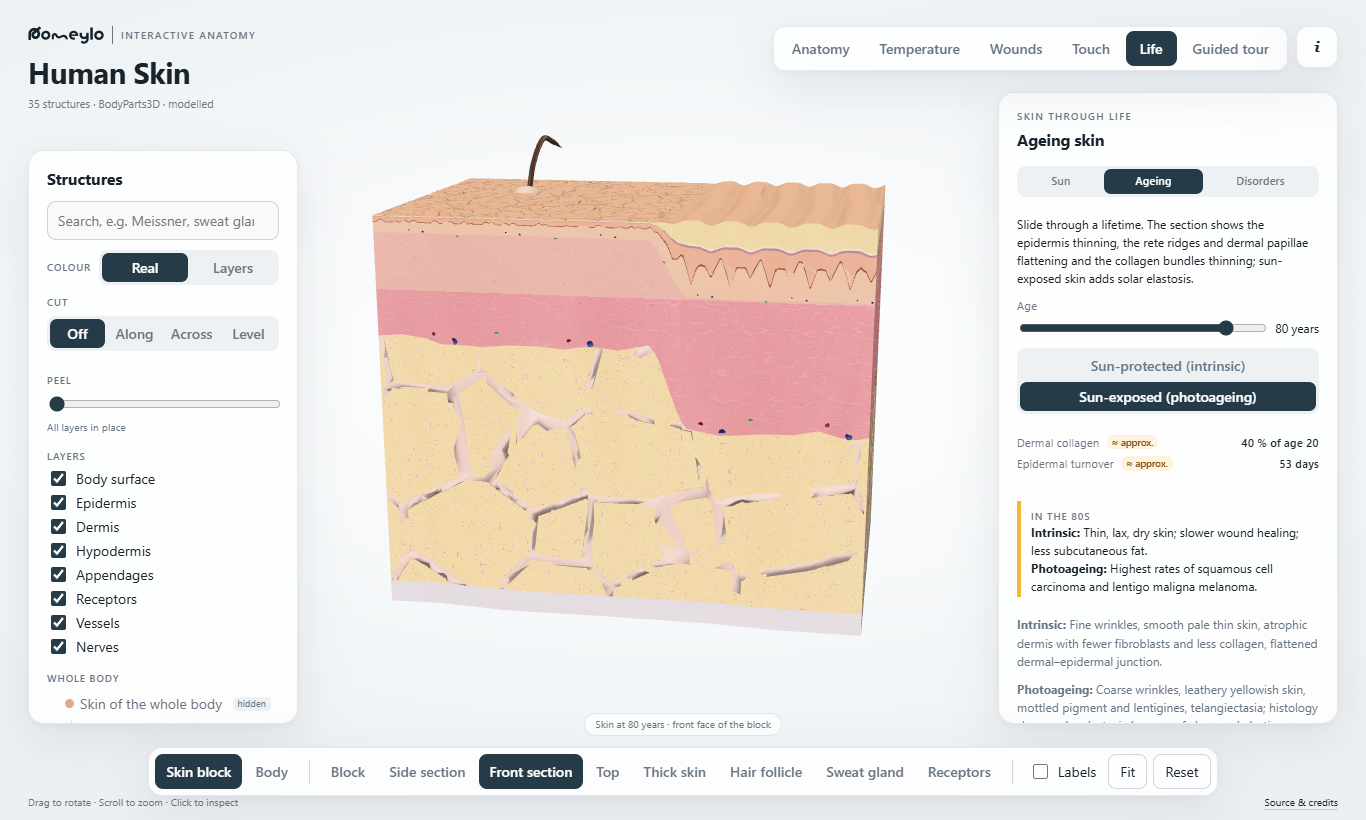 Romeylo
INTERACTIVE ANATOMY
Human Skin
35 structures · BodyParts3D · modelled
Anatomy
Temperature
Wounds
Touch
Life
Guided tour
i
Structures
Search, e.g. Meissner, sweat glar
COLOUR
Real
Layers
CUT
Off
Along
Across
Level
PEEL
All layers in place
LAYERS
Body surface
Epidermis
Dermis
Hypodermis
Appendages
Receptors
Vessels
Nerves
WHOLE BODY
Skin of the whole body
hidden
SKIN THROUGH LIFE
Ageing skin
Sun
Ageing
Disorders
Slide through a lifetime. The section shows the
epidermis thinning, the rete ridges and dermal papillae
flattening and the collagen bundles thinning; sun-
exposed skin adds solar elastosis.
Age
80 years
Sun-protected (intrinsic)
Sun-exposed (photoageing)
Dermal collagen ≈ approx. 40 % of age 20
Epidermal turnover ≈ approx. 53 days
IN THE 80S
Intrinsic: Thin, lax, dry skin; slower wound healing;
less subcutaneous fat.
Photoageing: Highest rates of squamous cell
carcinoma and lentigo maligna melanoma.
Intrinsic: Fine wrinkles, smooth pale thin skin, atrophic
dermis with fewer fibroblasts and less collagen, flattened
dermal–epidermal junction.
Photoageing: Coarse wrinkles, leathery yellowish skin,
mottled pigment and lentigines, telangiectasia; histology
Skin at 80 years · front face of the block
Skin block
Body
Block
Side section
Front section
Top
Thick skin
Hair follicle
Sweat gland
Receptors
Labels
Fit
Reset
Drag to rotate · Scroll to zoom · Click to inspect
Source & credits